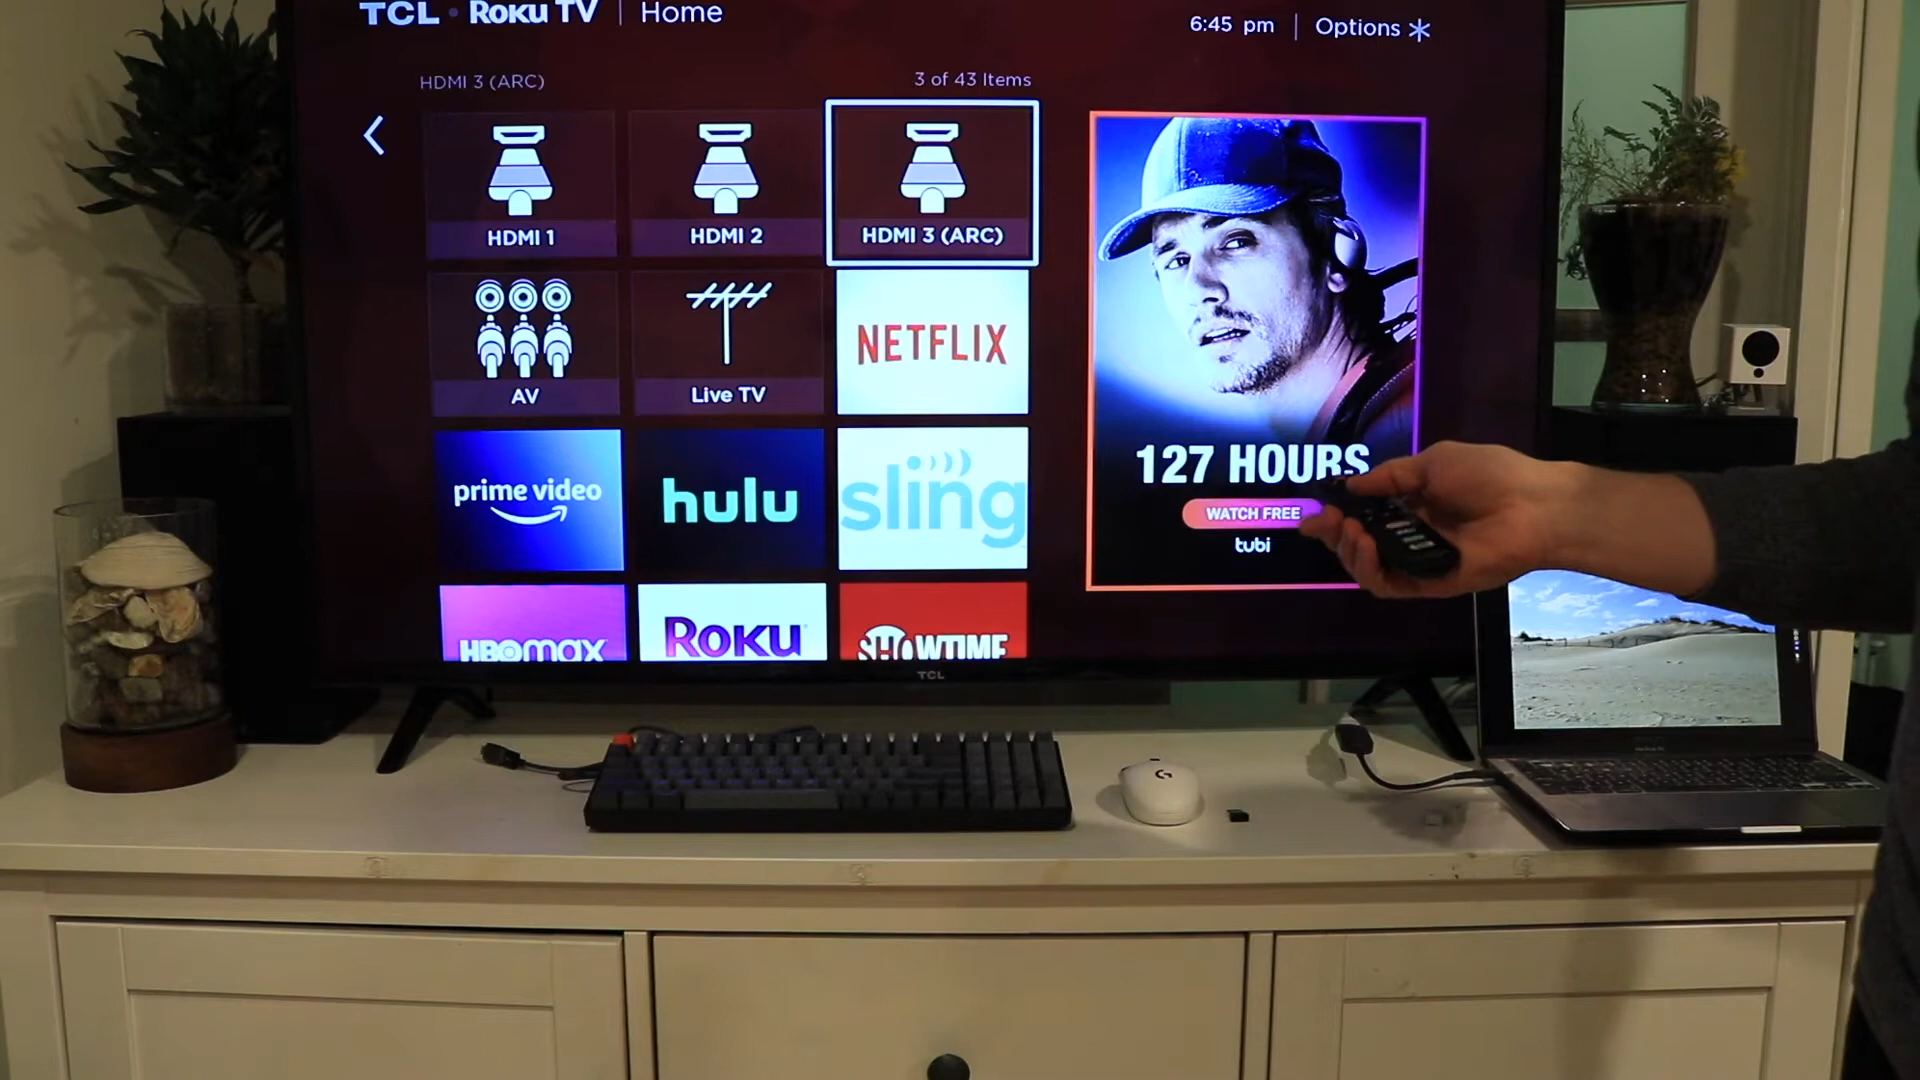 TCL • Roku TV | Home
6:45 pm | Options
HDMI 3 (ARC)
3 of 43 Items
HDMI 1
HDMI 2
HDMI 3 (ARC)
AV
Live TV
NETFLIX
prime video
hulu
sling
HBOmax
Roku
SHOWTIME
127 HOURS
WATCH FREE
tubi
TCL
G